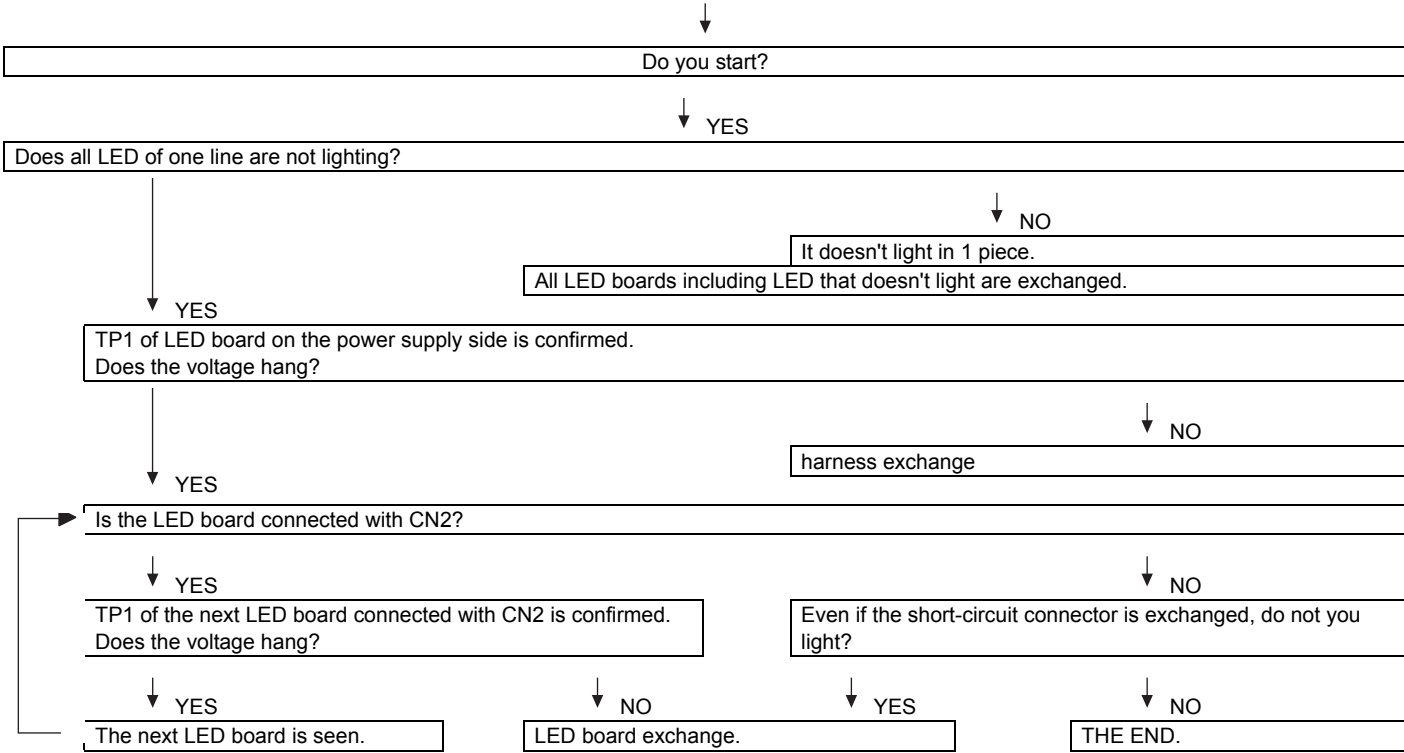 Do you start?
YES
Does all LED of one line are not lighting?
NO
It doesn't light in 1 piece.
All LED boards including LED that doesn't light are exchanged.
YES
TP1 of LED board on the power supply side is confirmed.
Does the voltage hang?
NO
harness exchange
YES
Is the LED board connected with CN2?
YES
NO
TP1 of the next LED board connected with CN2 is confirmed.
Does the voltage hang?
Even if the short-circuit connector is exchanged, do not you
light?
YES
NO
YES
NO
The next LED board is seen.
LED board exchange.
THE END.